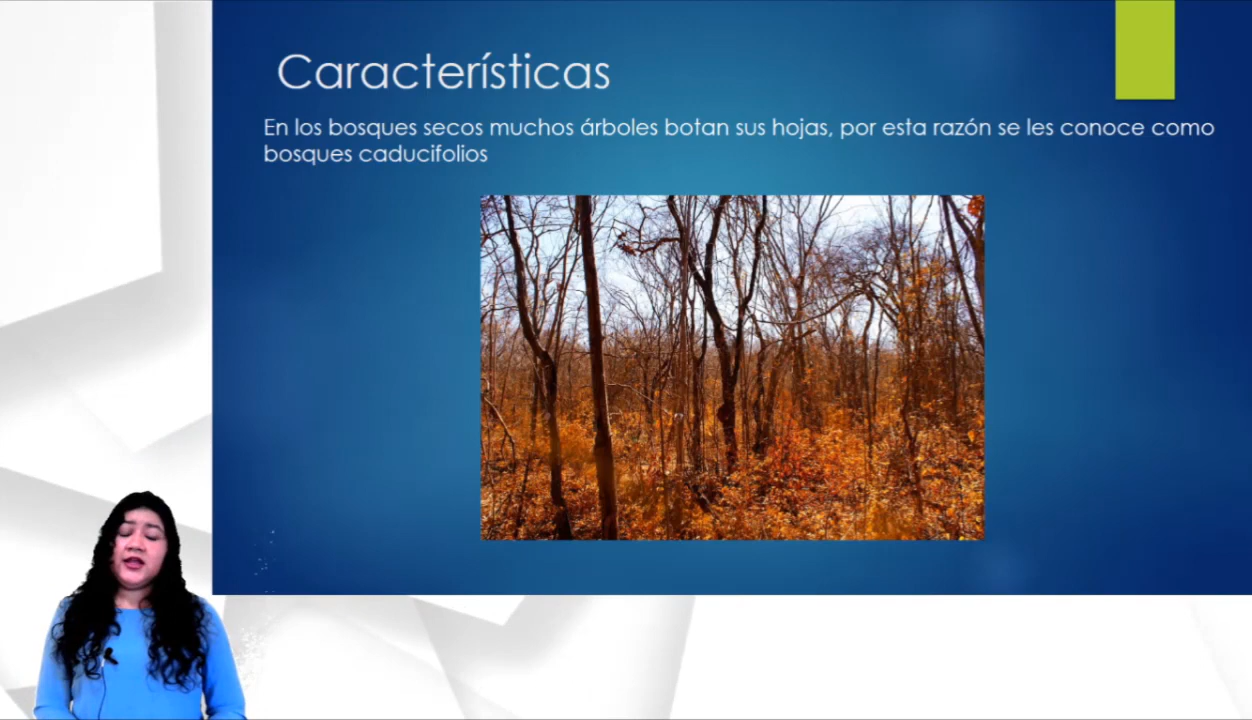 Características
En los bosques secos muchos árboles botan sus hojas, por esta razón se les conoce como
bosques caducifolios